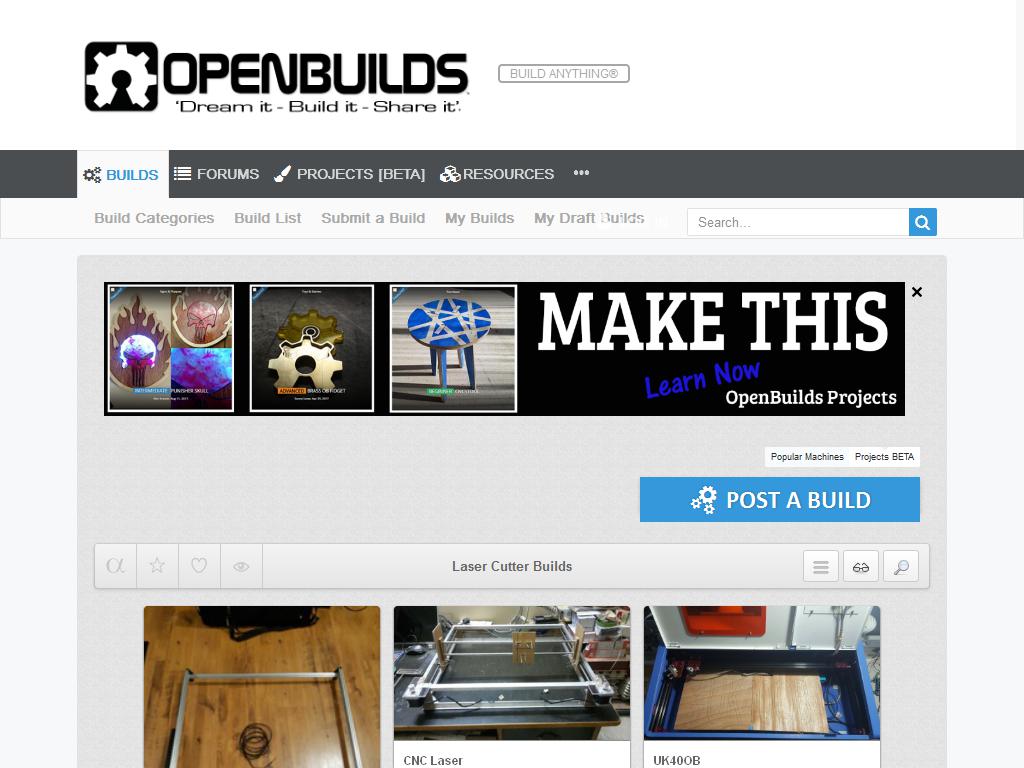 OPENBUILDS
'Dream it - Build it - Share it'.
BUILD ANYTHING®
BUILDS FORUMS PROJECTS [BETA] RESOURCES •••
Build Categories Build List Submit a Build My Builds My Draft Builds
Search...
INTERMEDIATE PUNISHER SKULL
ADVANCED BRASS OB FIDGET
BEGINNER
MAKE THIS
Learn Now
OpenBuilds Projects
Popular Machines Projects BETA
POST A BUILD
Laser Cutter Builds
CNC Laser
UK40OB